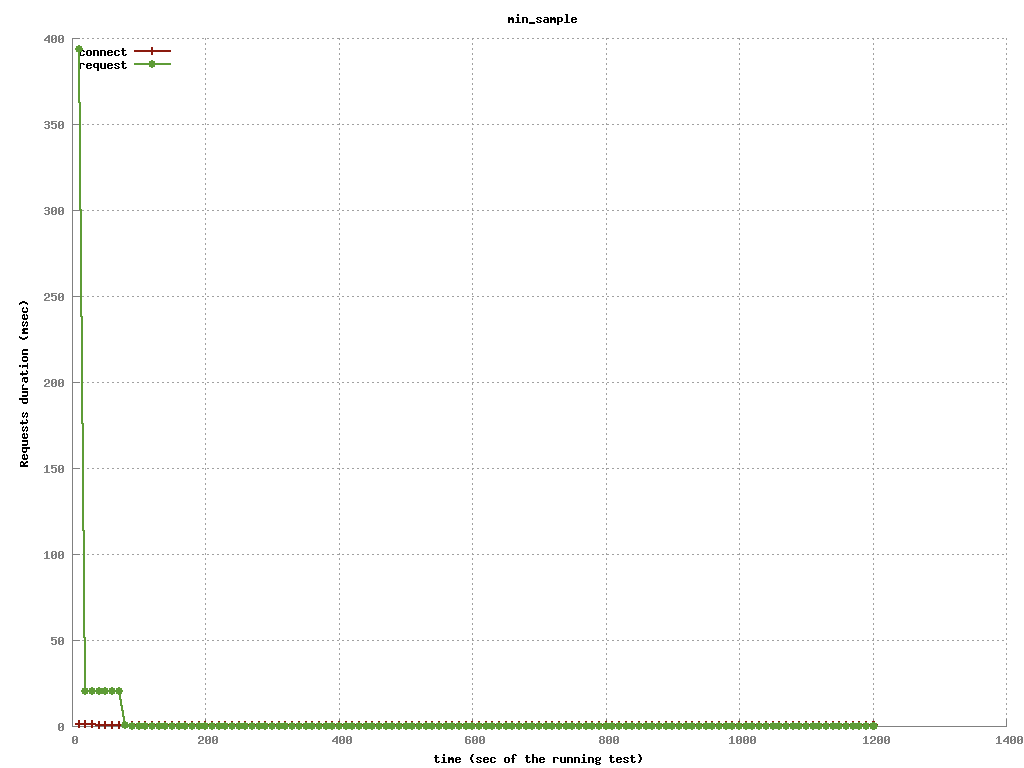 min_sample
400
connect
request
350
300
250
200
150
100
50
0
Requests duration (msec)
0 200 400 600 800 1000 1200 1400
time (sec of the running test)